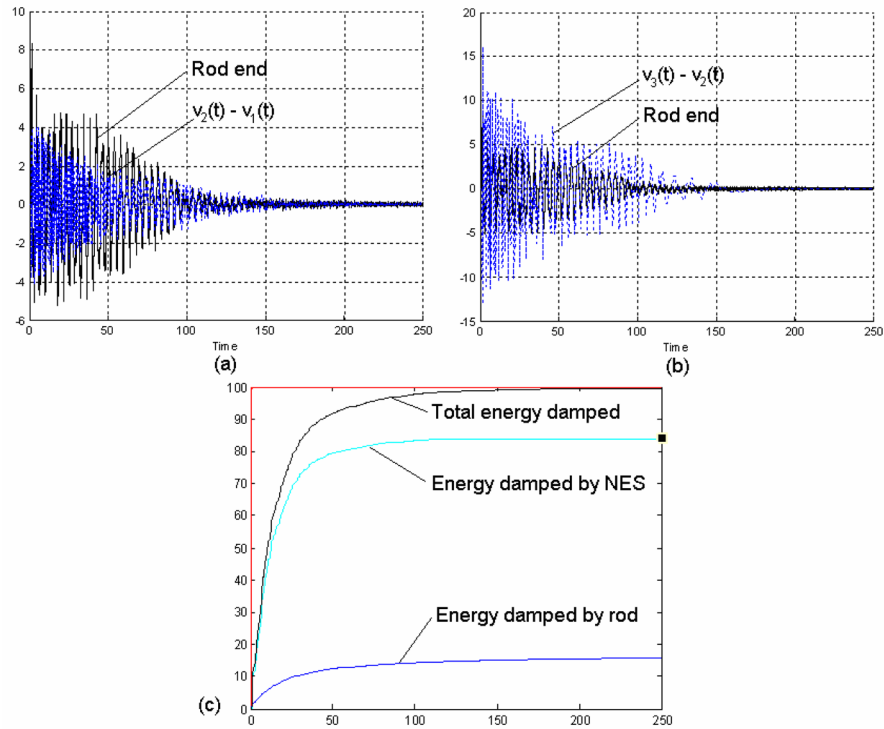 10
8
6
4
2
0
-2
-4
-6
0 50 100 150 200 250
Time
Rod end
v2(t) - v1(t)
(a)
20
15
10
5
0
-5
-10
-15
0 50 100 150 200 250
Time
v3(t) - v2(t)
Rod end
(b)
100
90
80
70
60
50
40
30
20
10
0
0 50 100 150 200 250
Total energy damped
Energy damped by NES
Energy damped by rod
(c)